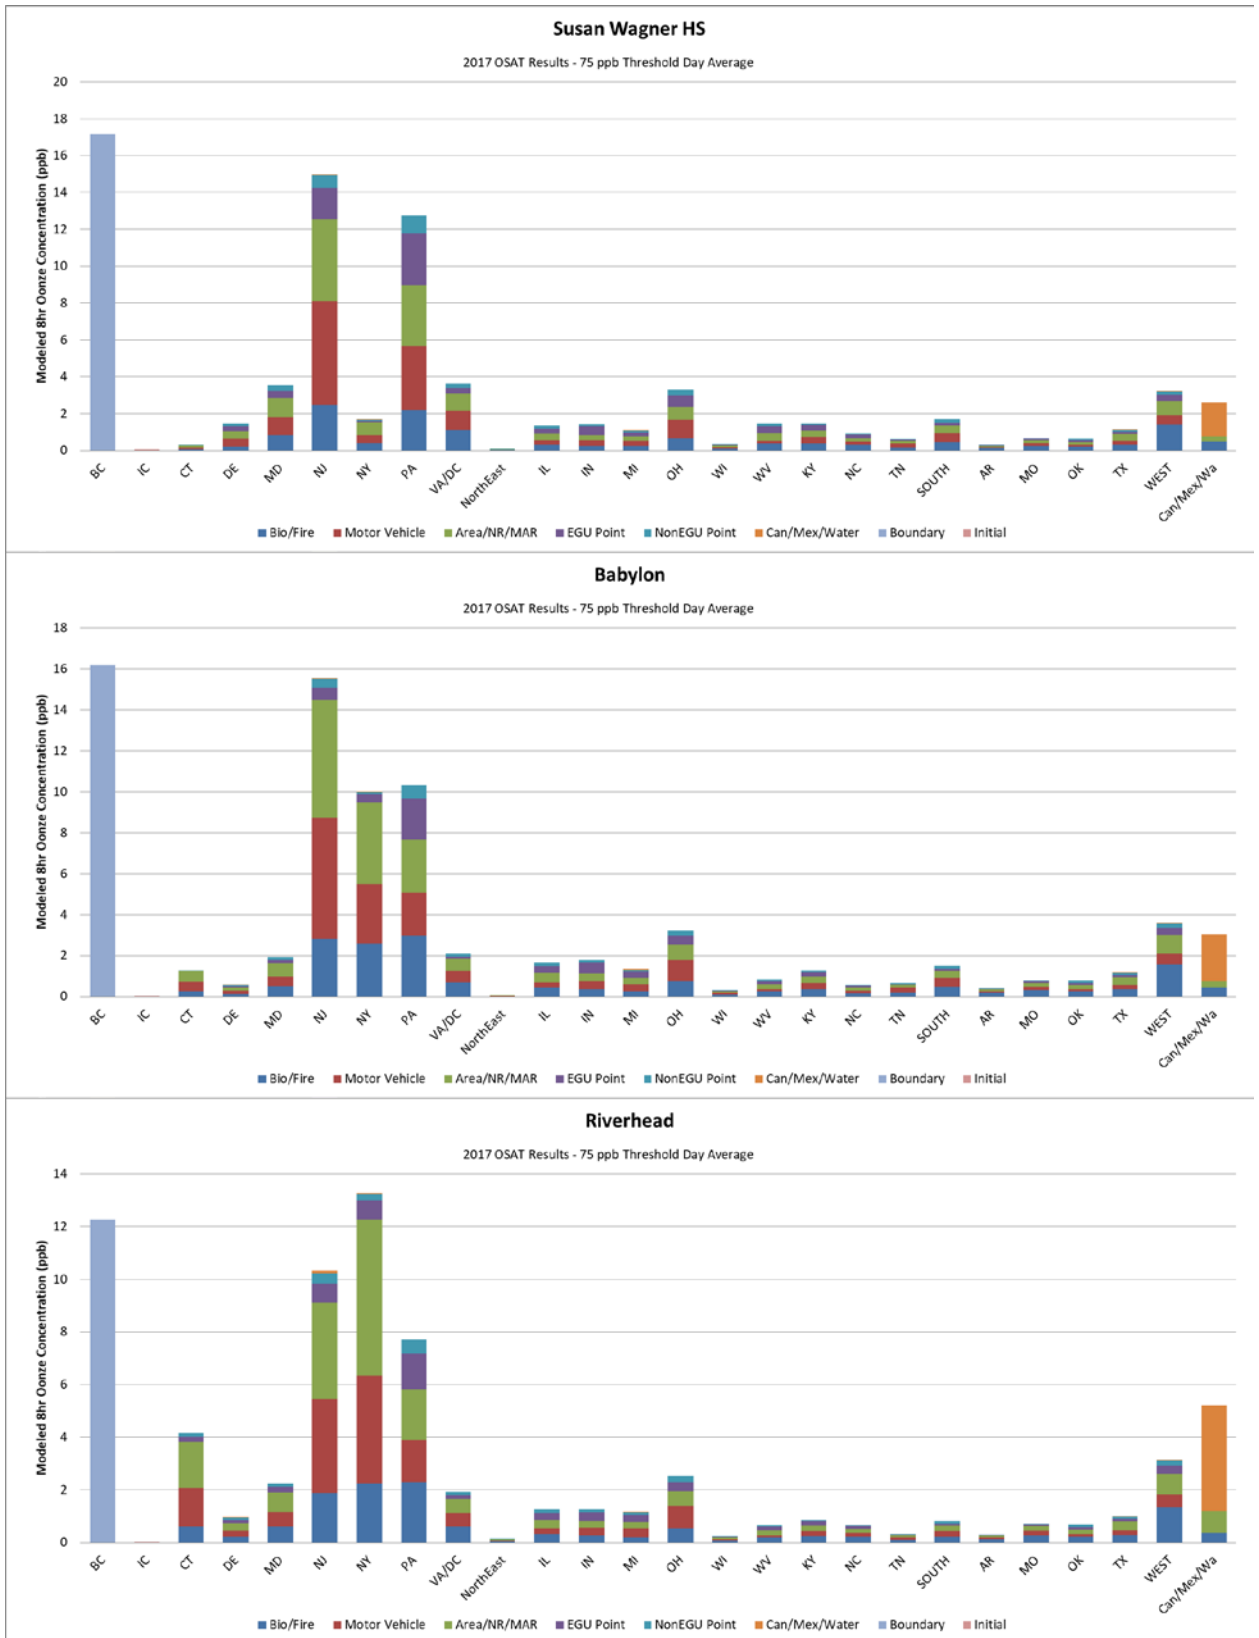 Susan Wagner HS
2017 OSAT Results - 75 ppb Threshold Day Average
Modeled 8hr Oonze Concentration (ppb)
20
18
16
14
12
10
8
6
4
2
0
BC IC CT DE MD NJ NY PA VA/DC NorthEast IL IN MI OH WI WV KY NC TN SOUTH AR MO OK TX WEST Can/Mex/Wa
Bio/Fire Motor Vehicle Area/NR/MAR EGU Point NonEGU Point Can/Mex/Water Boundary Initial
Babylon
2017 OSAT Results - 75 ppb Threshold Day Average
Modeled 8hr Oonze Concentration (ppb)
18
16
14
12
10
8
6
4
2
0
BC IC CT DE MD NJ NY PA VA/DC NorthEast IL IN MI OH WI WV KY NC TN SOUTH AR MO OK TX WEST Can/Mex/Wa
Bio/Fire Motor Vehicle Area/NR/MAR EGU Point NonEGU Point Can/Mex/Water Boundary Initial
Riverhead
2017 OSAT Results - 75 ppb Threshold Day Average
Modeled 8hr Oonze Concentration (ppb)
14
12
10
8
6
4
2
0
BC IC CT DE MD NJ NY PA VA/DC NorthEast IL IN MI OH WI WV KY NC TN SOUTH AR MO OK TX WEST Can/Mex/Wa
Bio/Fire Motor Vehicle Area/NR/MAR EGU Point NonEGU Point Can/Mex/Water Boundary Initial